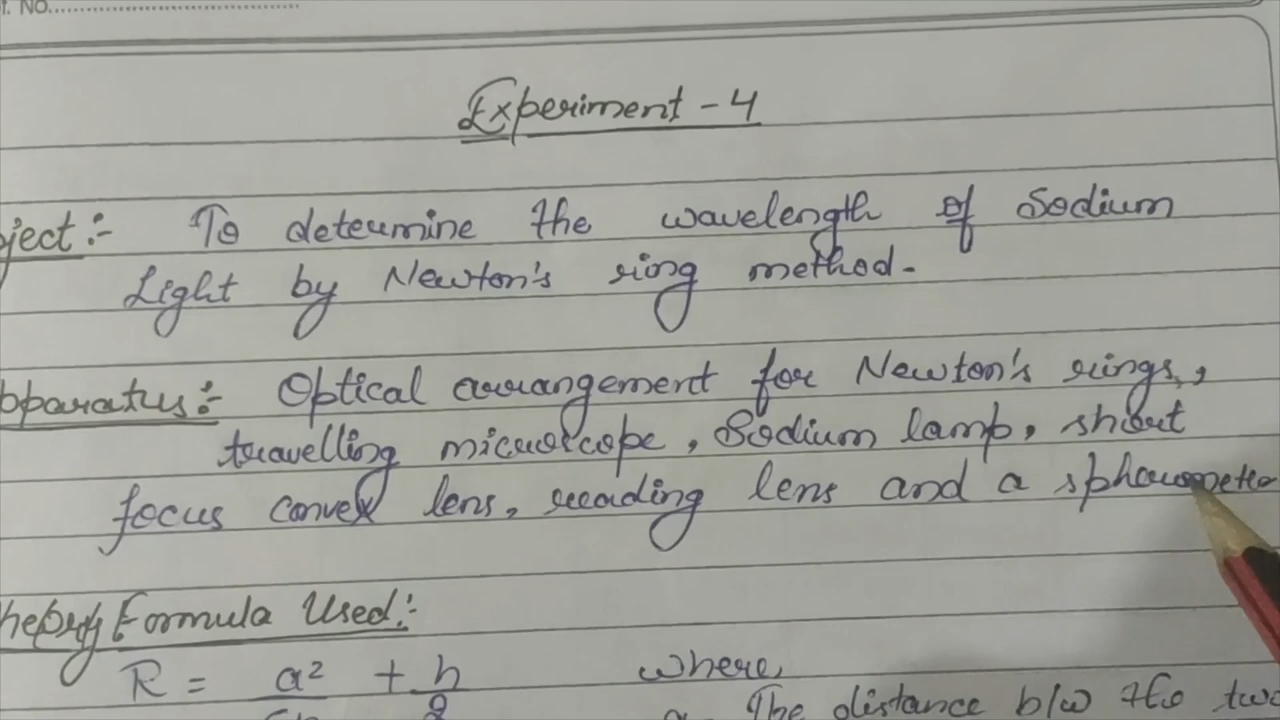 No.
Experiment - 4
ject:- To determine the wavelength of Sodium
Light by Newton's ring method.
pparatus:- Optical arrangement for Newton's rings,,
travelling microscope, Sodium lamp, short
focus convex lens, reading lens and a
Formula Used:-
R = a² + h where,
The distance b/w the two